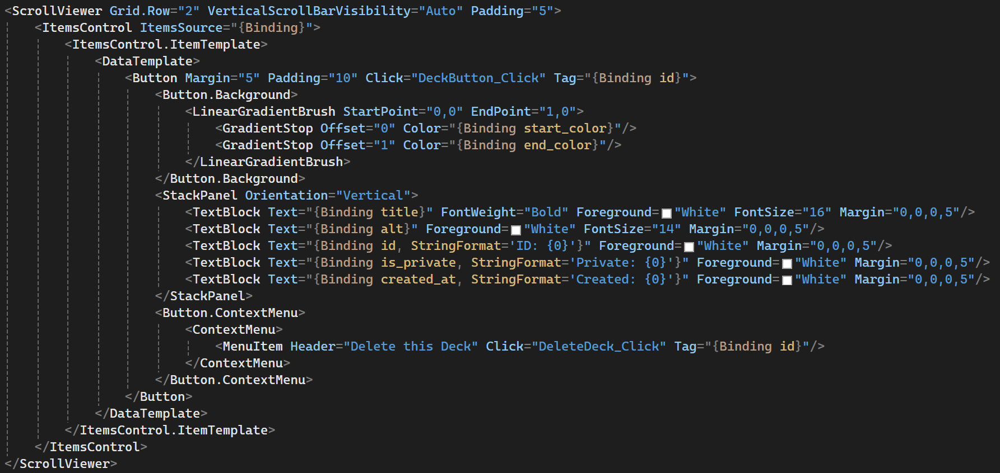 <ScrollViewer Grid.Row="2" VerticalScrollBarVisibility="Auto" Padding="5">
    <ItemsControl ItemsSource="{Binding}">
        <ItemsControl.ItemTemplate>
            <DataTemplate>
                <Button Margin="5" Padding="10" Click="DeckButton_Click" Tag="{Binding id}">
                    <Button.Background>
                        <LinearGradientBrush StartPoint="0,0" EndPoint="1,0">
                            <GradientStop Offset="0" Color="{Binding start_color}"/>
                            <GradientStop Offset="1" Color="{Binding end_color}"/>
                        </LinearGradientBrush>
                    </Button.Background>
                    <StackPanel Orientation="Vertical">
                        <TextBlock Text="{Binding title}" FontWeight="Bold" Foreground="White" FontSize="16" Margin="0,0,0,5"/>
                        <TextBlock Text="{Binding alt}" Foreground="White" FontSize="14" Margin="0,0,0,5"/>
                        <TextBlock Text="{Binding id, StringFormat='ID: {0}'}" Foreground="White" Margin="0,0,0,5"/>
                        <TextBlock Text="{Binding is_private, StringFormat='Private: {0}'}" Foreground="White" Margin="0,0,0,5"/>
                        <TextBlock Text="{Binding created_at, StringFormat='Created: {0}'}" Foreground="White" Margin="0,0,0,5"/>
                    </StackPanel>
                    <Button.ContextMenu>
                        <ContextMenu>
                            <MenuItem Header="Delete this Deck" Click="DeleteDeck_Click" Tag="{Binding id}"/>
                        </ContextMenu>
                    </Button.ContextMenu>
                </Button>
            </DataTemplate>
        </ItemsControl.ItemTemplate>
    </ItemsControl>
</ScrollViewer>